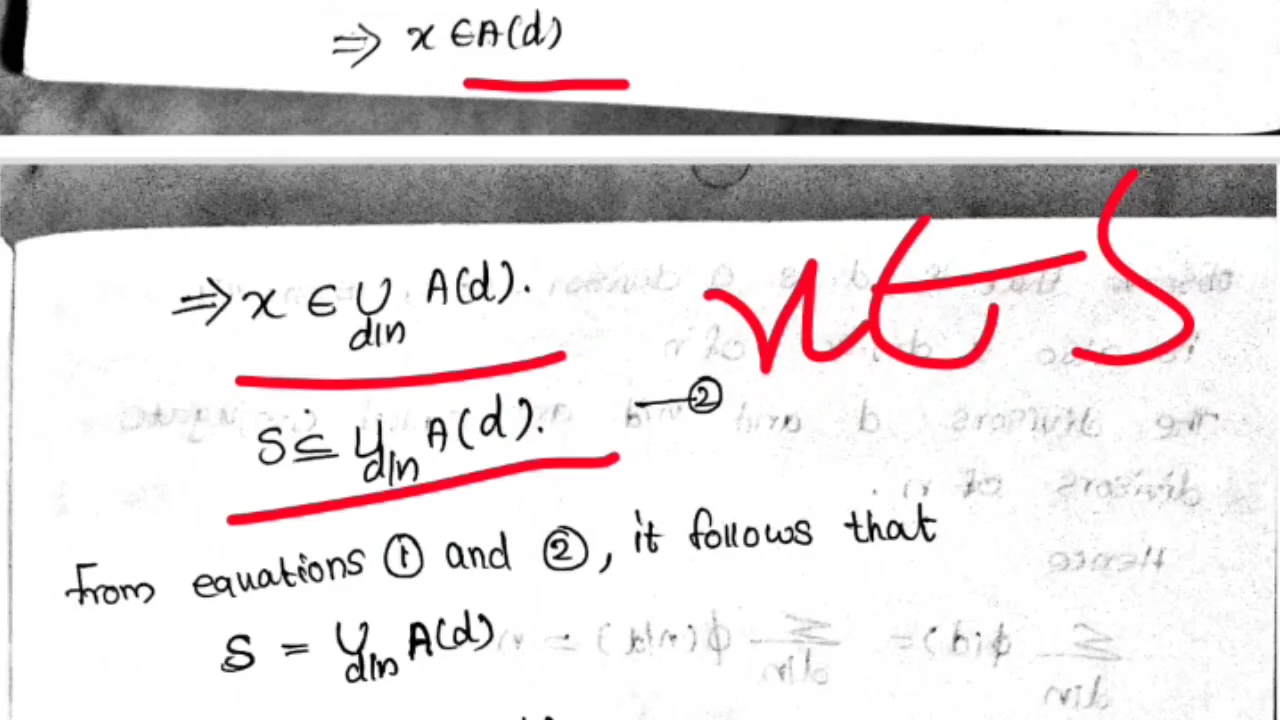 ⇒ x ∈ A(d)
⇒ x ∈ ∪ A(d).
d|n
x ∈ S
S ⊆ ∪ A(d). —②
d|n
From equations ① and ②, it follows that
S = ∪ A(d)
d|n